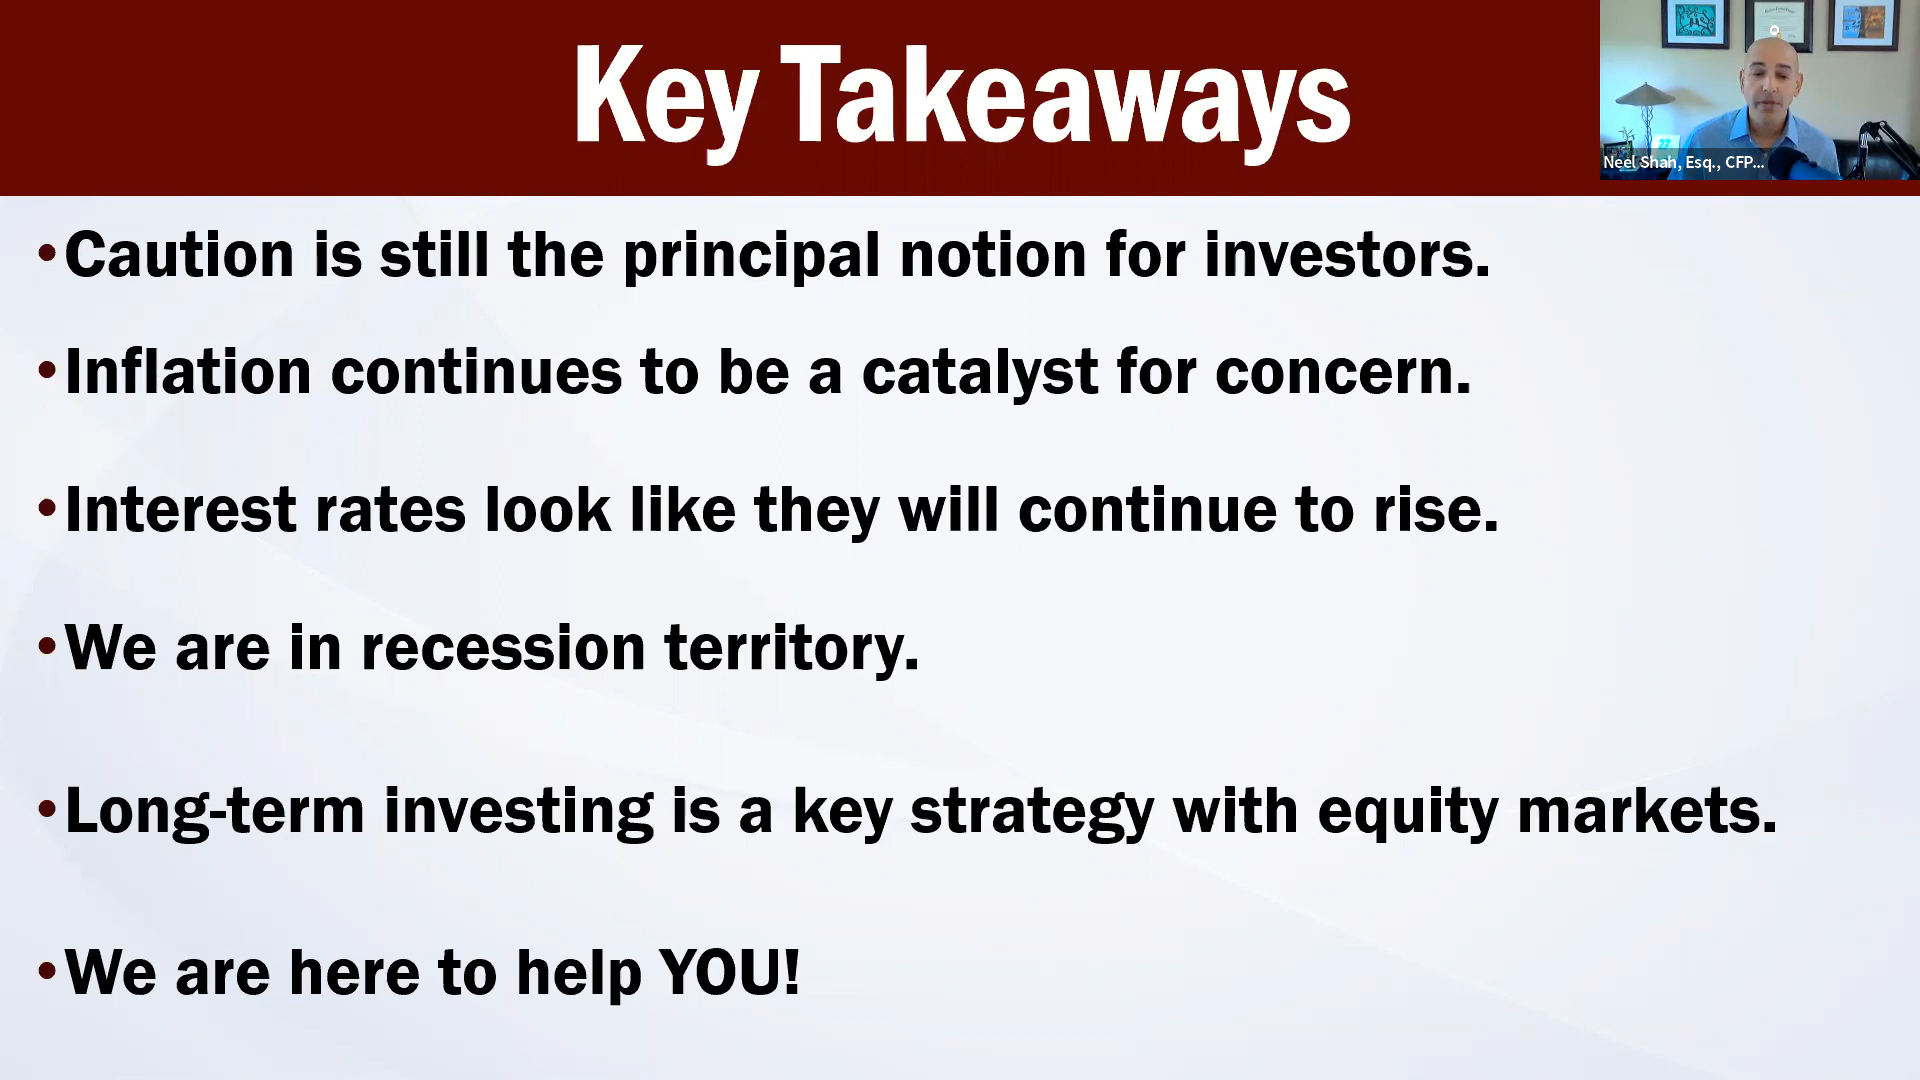 Key Takeaways
Neel Shah, Esq., CFP...
27
•Caution is still the principal notion for investors.
•Inflation continues to be a catalyst for concern.
•Interest rates look like they will continue to rise.
•We are in recession territory.
•Long-term investing is a key strategy with equity markets.
•We are here to help YOU!